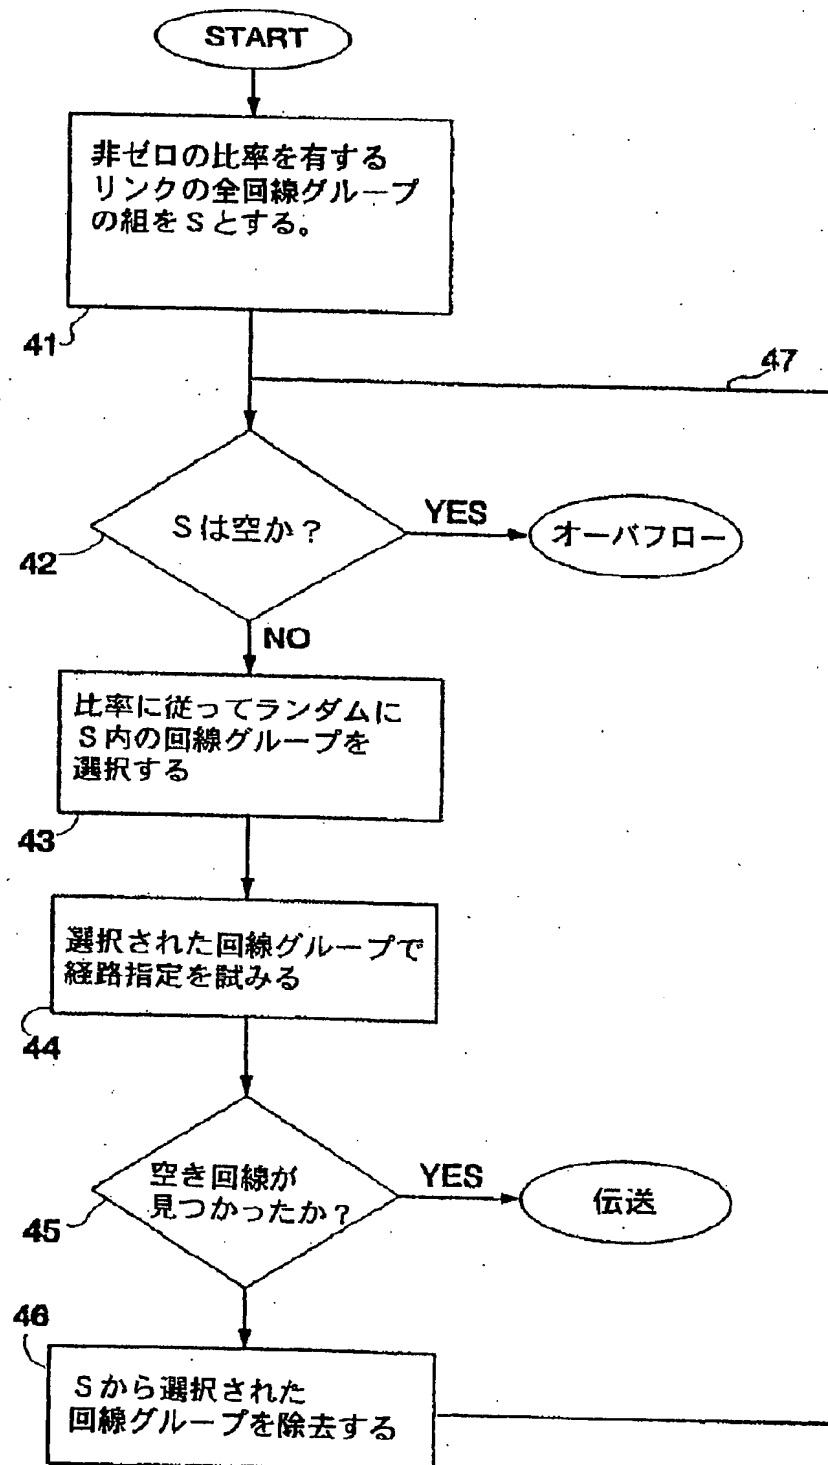 START
非ゼロの比率を有する
リンクの全回線グループ
の組をSとする。
41
47
Sは空か?
YES
オーバフロー
42
NO
比率に従ってランダムに
S内の回線グループを
選択する
43
選択された回線グループで
経路指定を試みる
44
空き回線が
見つかったか?
YES
伝送
45
46
Sから選択された
回線グループを除去する